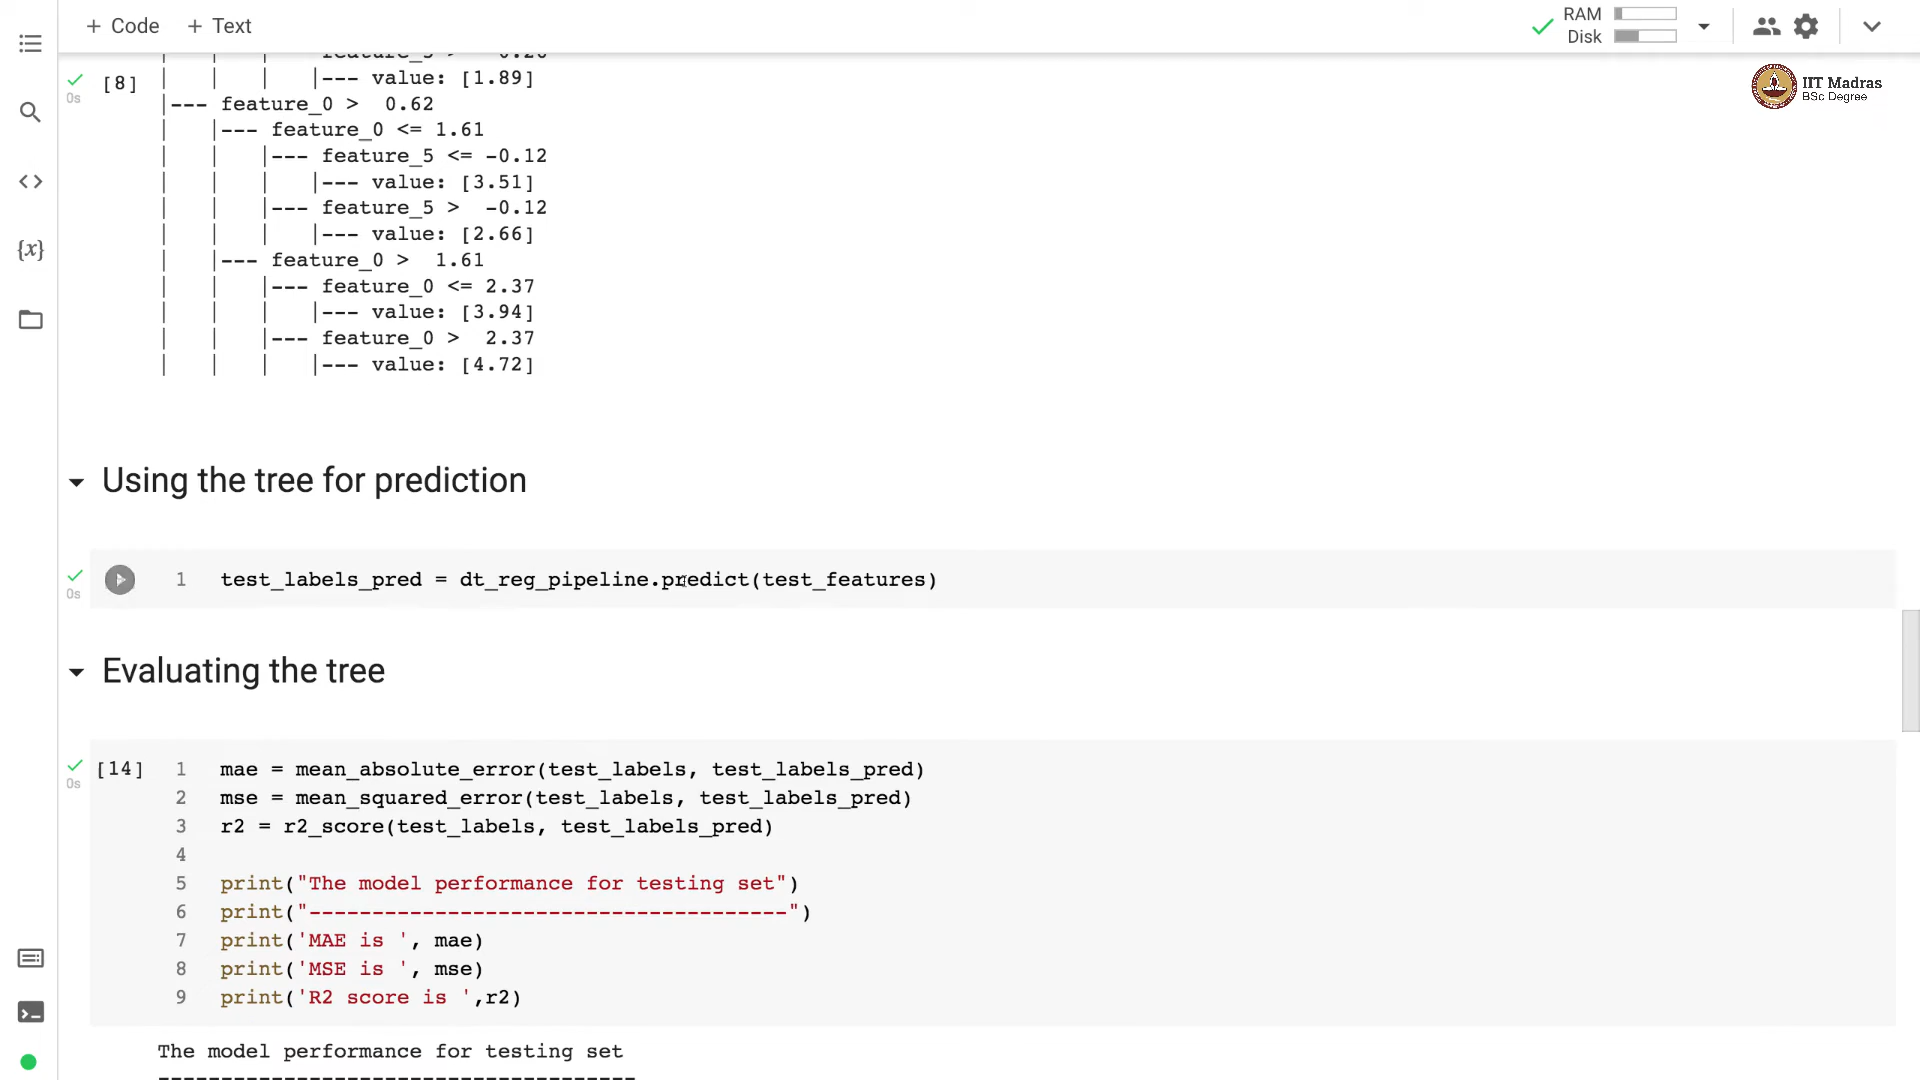 + Code + Text
RAM
Disk
IIT Madras
BSc Degree
[8]
0s
| | | |--- value: [1.89]
|--- feature_0 >  0.62
| |--- feature_0 <= 1.61
| | |--- feature_5 <= -0.12
| | | |--- value: [3.51]
| | |--- feature_5 >  -0.12
| | | |--- value: [2.66]
| |--- feature_0 >  1.61
| | |--- feature_0 <= 2.37
| | | |--- value: [3.94]
| | |--- feature_0 >  2.37
| | | |--- value: [4.72]
{x}
Using the tree for prediction
0s
1 test_labels_pred = dt_reg_pipeline.predict(test_features)
Evaluating the tree
0s
[14] 1 mae = mean_absolute_error(test_labels, test_labels_pred)
2 mse = mean_squared_error(test_labels, test_labels_pred)
3 r2 = r2_score(test_labels, test_labels_pred)
4
5 print("The model performance for testing set")
6 print("--------------------------------------")
7 print('MAE is ', mae)
8 print('MSE is ', mse)
9 print('R2 score is ',r2)
The model performance for testing set
--------------------------------------